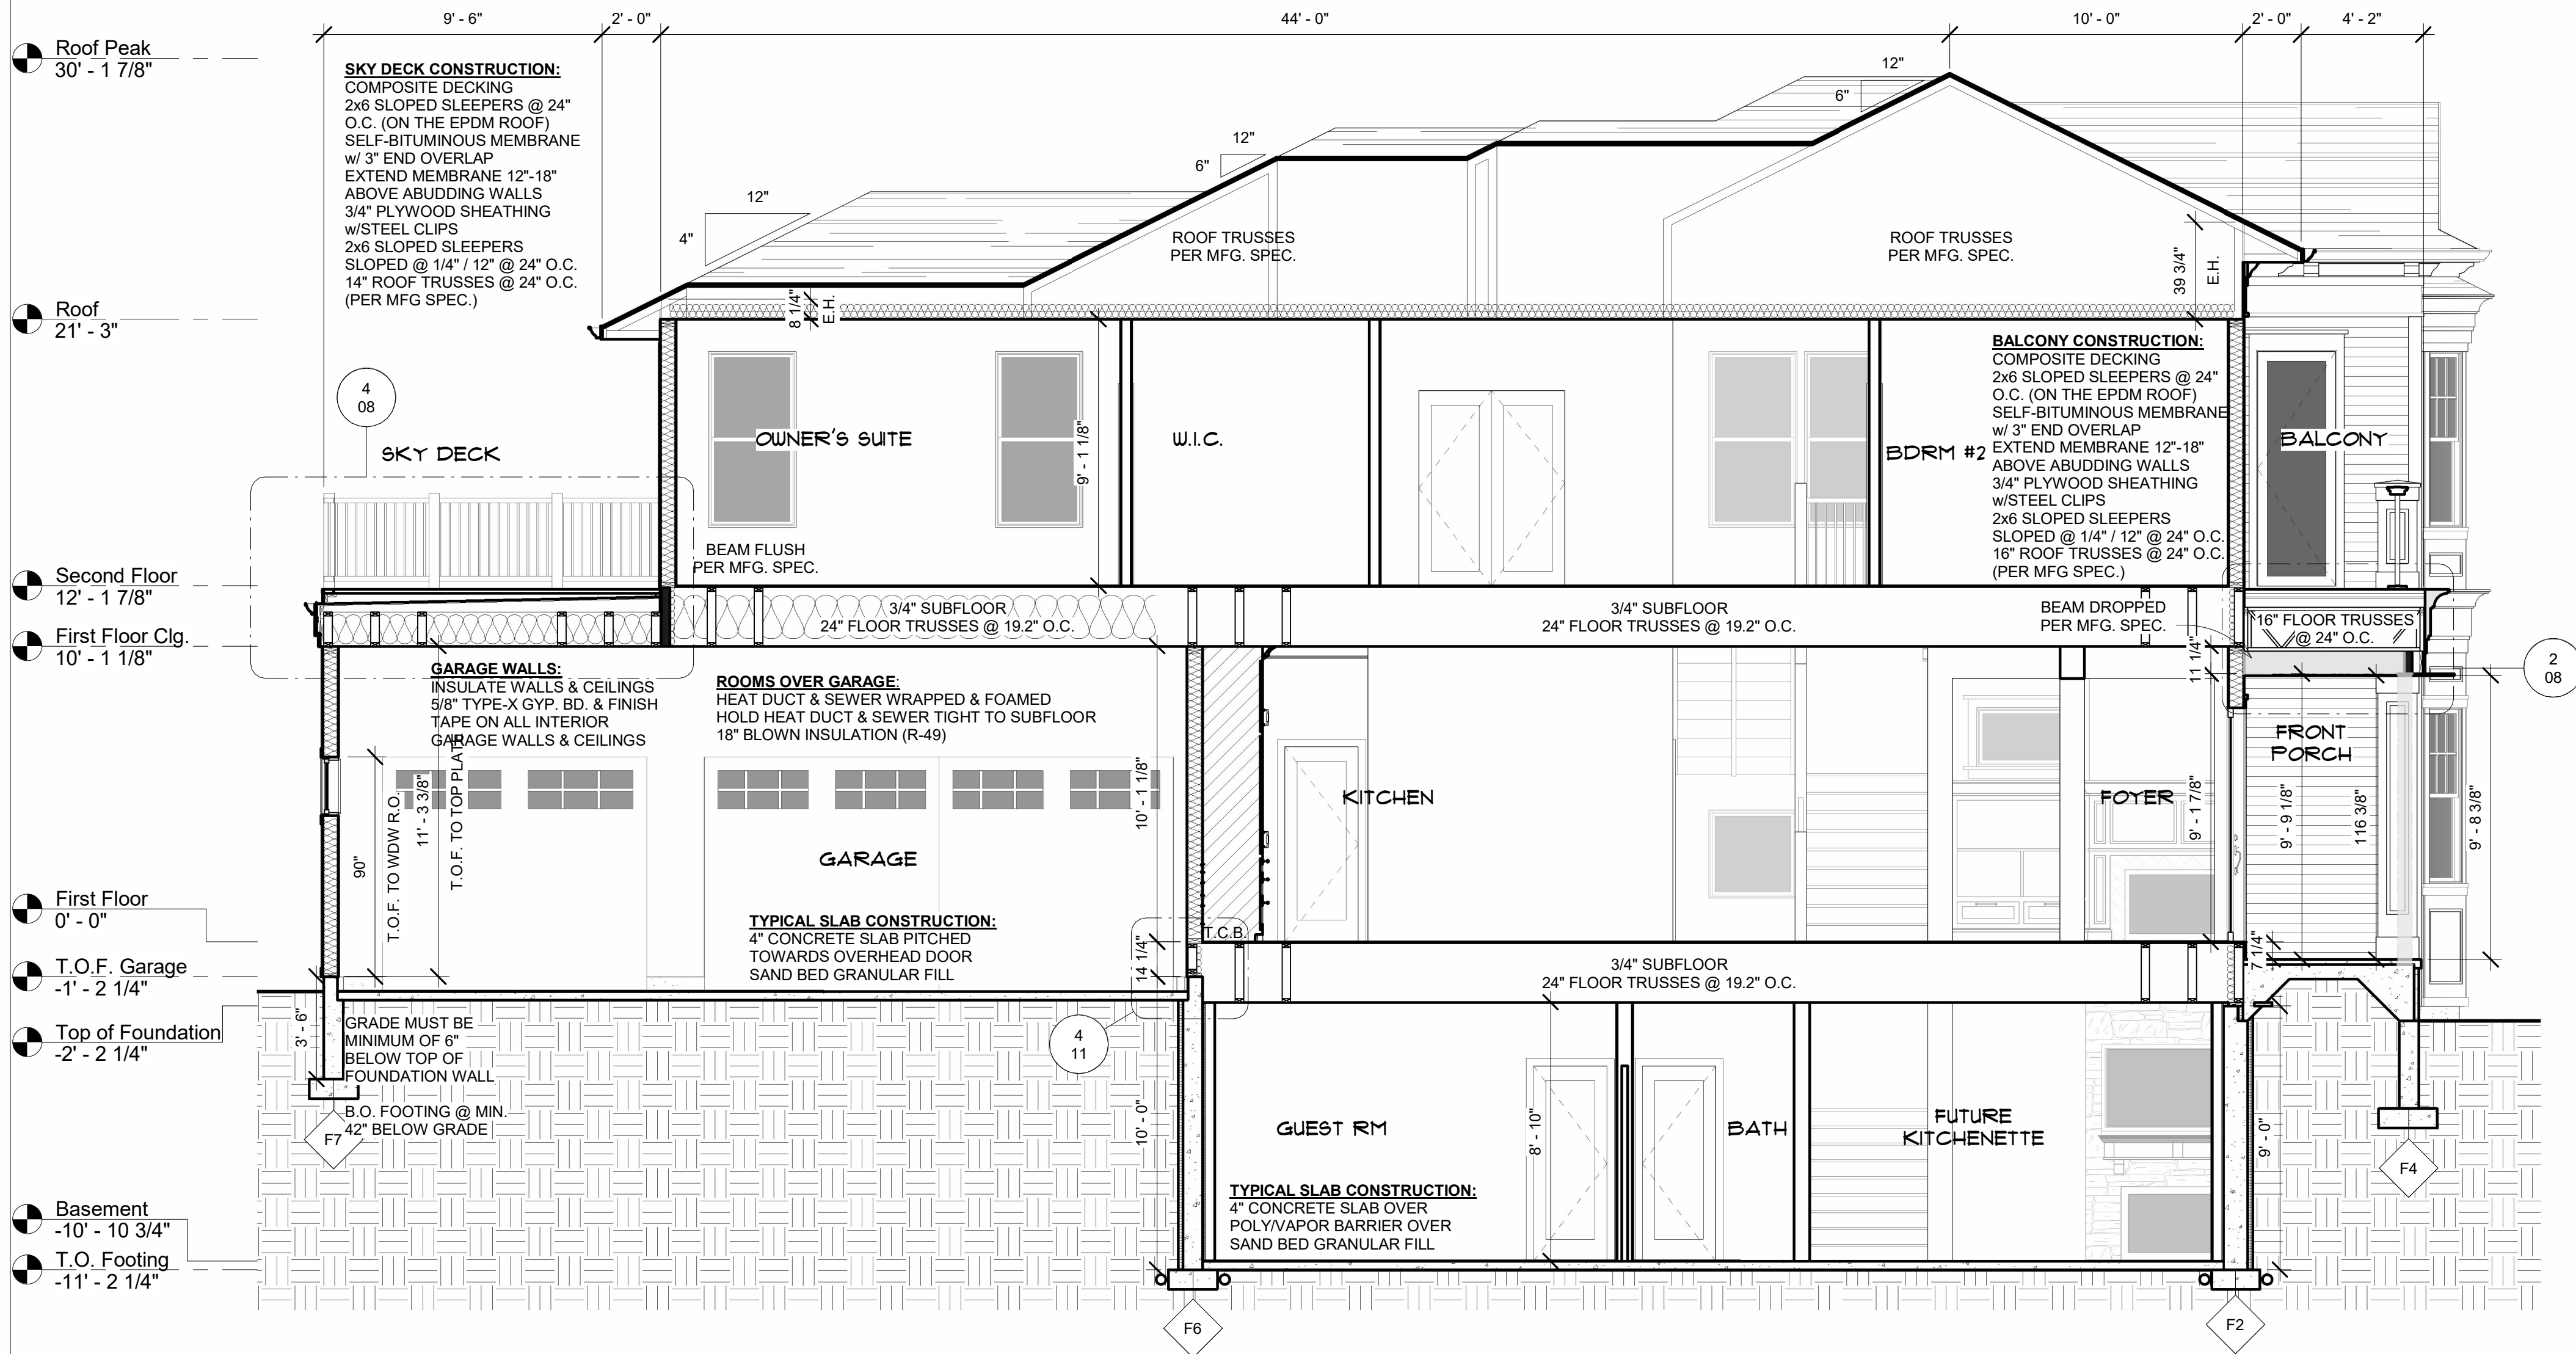 9' - 6"
2' - 0"
44' - 0"
10' - 0"
2' - 0"
4' - 2"
Roof Peak
30' - 1 7/8"
Roof
21' - 3"
Second Floor
12' - 1 7/8"
First Floor Clg.
10' - 1 1/8"
First Floor
0' - 0"
T.O.F. Garage
-1' - 2 1/4"
Top of Foundation
-2' - 2 1/4"
Basement
-10' - 10 3/4"
T.O. Footing
-11' - 2 1/4"
SKY DECK CONSTRUCTION:
COMPOSITE DECKING
2x6 SLOPED SLEEPERS @ 24"
O.C. (ON THE EPDM ROOF)
SELF-BITUMINOUS MEMBRANE
w/ 3" END OVERLAP
EXTEND MEMBRANE 12"-18"
ABOVE ABUDDING WALLS
3/4" PLYWOOD SHEATHING
w/STEEL CLIPS
2x6 SLOPED SLEEPERS
SLOPED @ 1/4" / 12" @ 24" O.C.
14" ROOF TRUSSES @ 24" O.C.
(PER MFG SPEC.)
12"
4"
12"
6"
12"
6"
ROOF TRUSSES
PER MFG. SPEC.
ROOF TRUSSES
PER MFG. SPEC.
8 1/4"
E.H.
39 3/4"
E.H.
4
08
SKY DECK
OWNER'S SUITE
9' - 1 1/8"
W.I.C.
BDRM #2
BALCONY CONSTRUCTION:
COMPOSITE DECKING
2x6 SLOPED SLEEPERS @ 24"
O.C. (ON THE EPDM ROOF)
SELF-BITUMINOUS MEMBRANE
w/ 3" END OVERLAP
EXTEND MEMBRANE 12"-18"
ABOVE ABUDDING WALLS
3/4" PLYWOOD SHEATHING
w/STEEL CLIPS
2x6 SLOPED SLEEPERS
SLOPED @ 1/4" / 12" @ 24" O.C.
16" ROOF TRUSSES @ 24" O.C.
(PER MFG SPEC.)
BALCONY
BEAM FLUSH
PER MFG. SPEC.
3/4" SUBFLOOR
24" FLOOR TRUSSES @ 19.2" O.C.
3/4" SUBFLOOR
24" FLOOR TRUSSES @ 19.2" O.C.
BEAM DROPPED
PER MFG. SPEC.
16" FLOOR TRUSSES
@ 24" O.C.
11 1/4"
2
08
GARAGE WALLS:
INSULATE WALLS & CEILINGS
5/8" TYPE-X GYP. BD. & FINISH
TAPE ON ALL INTERIOR
GARAGE WALLS & CEILINGS
ROOMS OVER GARAGE:
HEAT DUCT & SEWER WRAPPED & FOAMED
HOLD HEAT DUCT & SEWER TIGHT TO SUBFLOOR
18" BLOWN INSULATION (R-49)
90"
T.O.F. TO WDW R.O.
11' - 3 3/8"
T.O.F. TO TOP PLATE
10' - 1 1/8"
GARAGE
KITCHEN
FOYER
9' - 1 7/8"
FRONT
PORCH
9' - 9 1/8"
116 3/8"
9' - 8 3/8"
TYPICAL SLAB CONSTRUCTION:
4" CONCRETE SLAB PITCHED
TOWARDS OVERHEAD DOOR
SAND BED GRANULAR FILL
14 1/4"
T.C.B.
3/4" SUBFLOOR
24" FLOOR TRUSSES @ 19.2" O.C.
7 1/4"
3' - 6"
GRADE MUST BE
MINIMUM OF 6"
BELOW TOP OF
FOUNDATION WALL
B.O. FOOTING @ MIN.
42" BELOW GRADE
F7
4
11
10' - 0"
GUEST RM
8' - 10"
BATH
FUTURE
KITCHENETTE
9' - 0"
F4
TYPICAL SLAB CONSTRUCTION:
4" CONCRETE SLAB OVER
POLY/VAPOR BARRIER OVER
SAND BED GRANULAR FILL
F6
F2